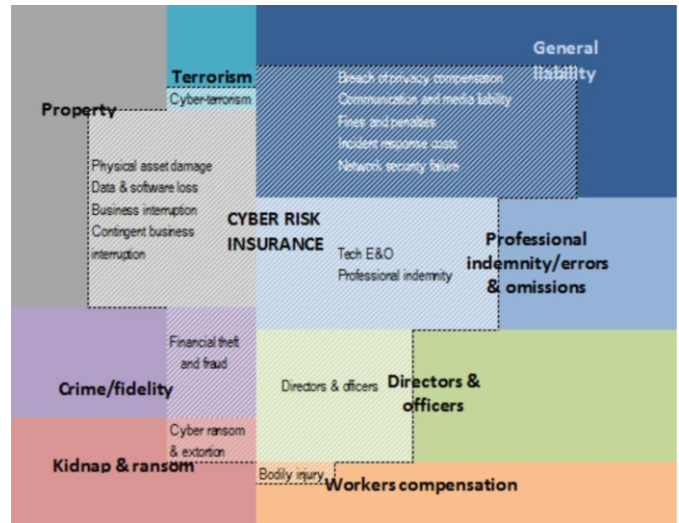 General
liability
Terrorism
Cyber-terrorism
Breach of privacy compensation
Communication and media liability
Fines and penalties
Incident response costs
Network security failure
Property
Physical asset damage
Data & software loss
Business interruption
Contingent business
interruption
CYBER RISK
INSURANCE
Tech E&O
Professional indemnity
Professional
indemnity/errors
& omissions
Financial theft
and fraud
Crime/fidelity
Directors & officers
Directors &
officers
Cyber ransom
& extortion
Kidnap & ransom
Bodily injury
Workers compensation